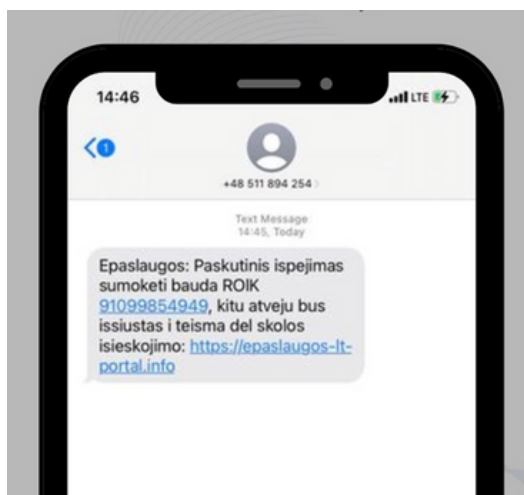 14:46
LTE
1
+48 511 894 254
Text Message
14:45, Today
Epaslaugos: Paskutinis ispejimas
sumoketi bauda ROIK
91099854949, kitu atveju bus
issiustas i teisma del skolos
isieskojimo: https://epaslaugos-lt-
portal.info